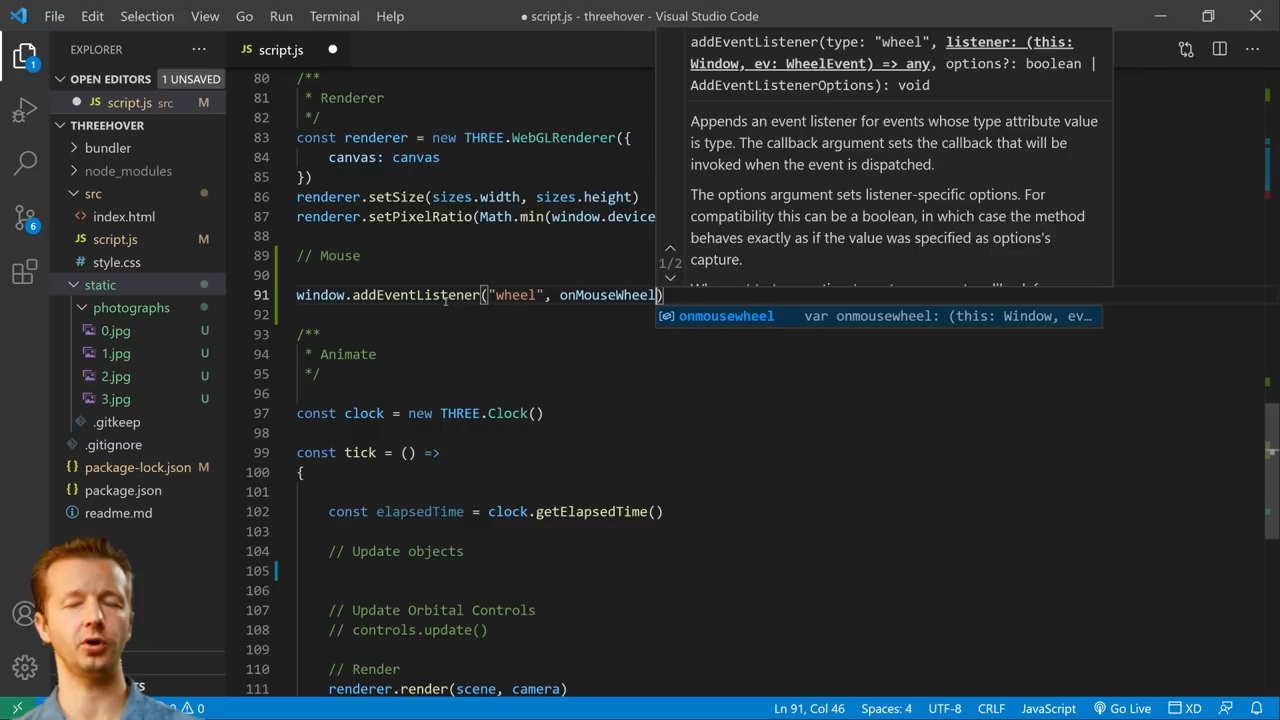 File Edit Selection View Go Run Terminal Help
● script.js - threehover - Visual Studio Code
EXPLORER ...
JS script.js ●
OPEN EDITORS 1 UNSAVED
● JS script.js src M
THREEHOVER
bundler
node_modules
src
index.html
JS script.js M
# style.css
static
photographs
0.jpg U
1.jpg U
2.jpg U
3.jpg U
.gitkeep
.gitignore
{} package-lock.json M
{} package.json
readme.md
1
6
80 /**
81 * Renderer
82 */
83 const renderer = new THREE.WebGLRenderer({
84 canvas: canvas
85 })
86 renderer.setSize(sizes.width, sizes.height)
87 renderer.setPixelRatio(Math.min(window.device
88
89 // Mouse
90
91 window.addEventListener("wheel", onMouseWheel)
92
93 /**
94 * Animate
95 */
96
97 const clock = new THREE.Clock()
98
99 const tick = () =>
100 {
101
102 const elapsedTime = clock.getElapsedTime()
103
104 // Update objects
105
106
107 // Update Orbital Controls
108 // controls.update()
109
110 // Render
111 renderer.render(scene, camera)
addEventListener(type: "wheel", listener: (this:
Window, ev: WheelEvent) => any, options?: boolean |
AddEventListenerOptions): void
Appends an event listener for events whose type attribute value
is type. The callback argument sets the callback that will be
invoked when the event is dispatched.
The options argument sets listener-specific options. For
compatibility this can be a boolean, in which case the method
behaves exactly as if the value was specified as options's
capture.
1/2
onmousewheel var onmousewheel: (this: Window, ev…
0
Ln 91, Col 46 Spaces: 4 UTF-8 CRLF JavaScript Go Live XD